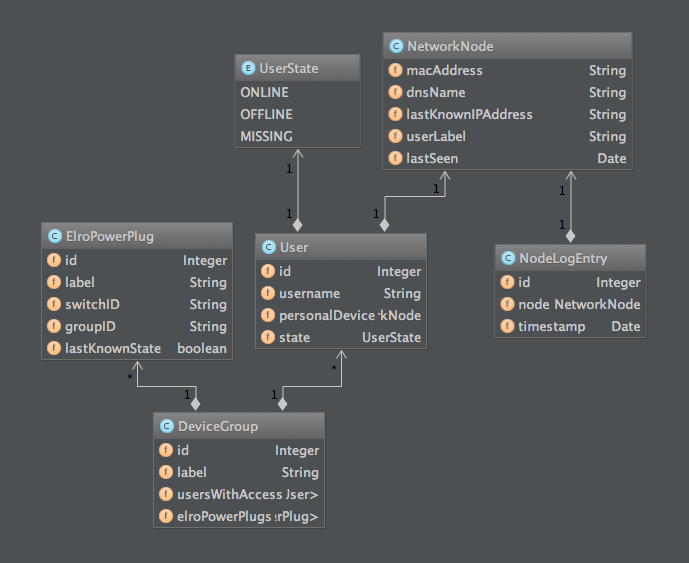 C NetworkNode
f macAddress String
f dnsName String
f lastKnownIPAddress String
f userLabel String
f lastSeen Date
E UserState
ONLINE
OFFLINE
MISSING
1
1
1
1
1
1
C ElroPowerPlug
f id Integer
f label String
f switchID String
f groupID String
f lastKnownState boolean
C User
f id Integer
f username String
f personalDevice rkNode
f state UserState
C NodeLogEntry
f id Integer
f node NetworkNode
f timestamp Date
*
1
1
*
C DeviceGroup
f id Integer
f label String
f usersWithAccess Jser>
f elroPowerPlugs :rPlug>